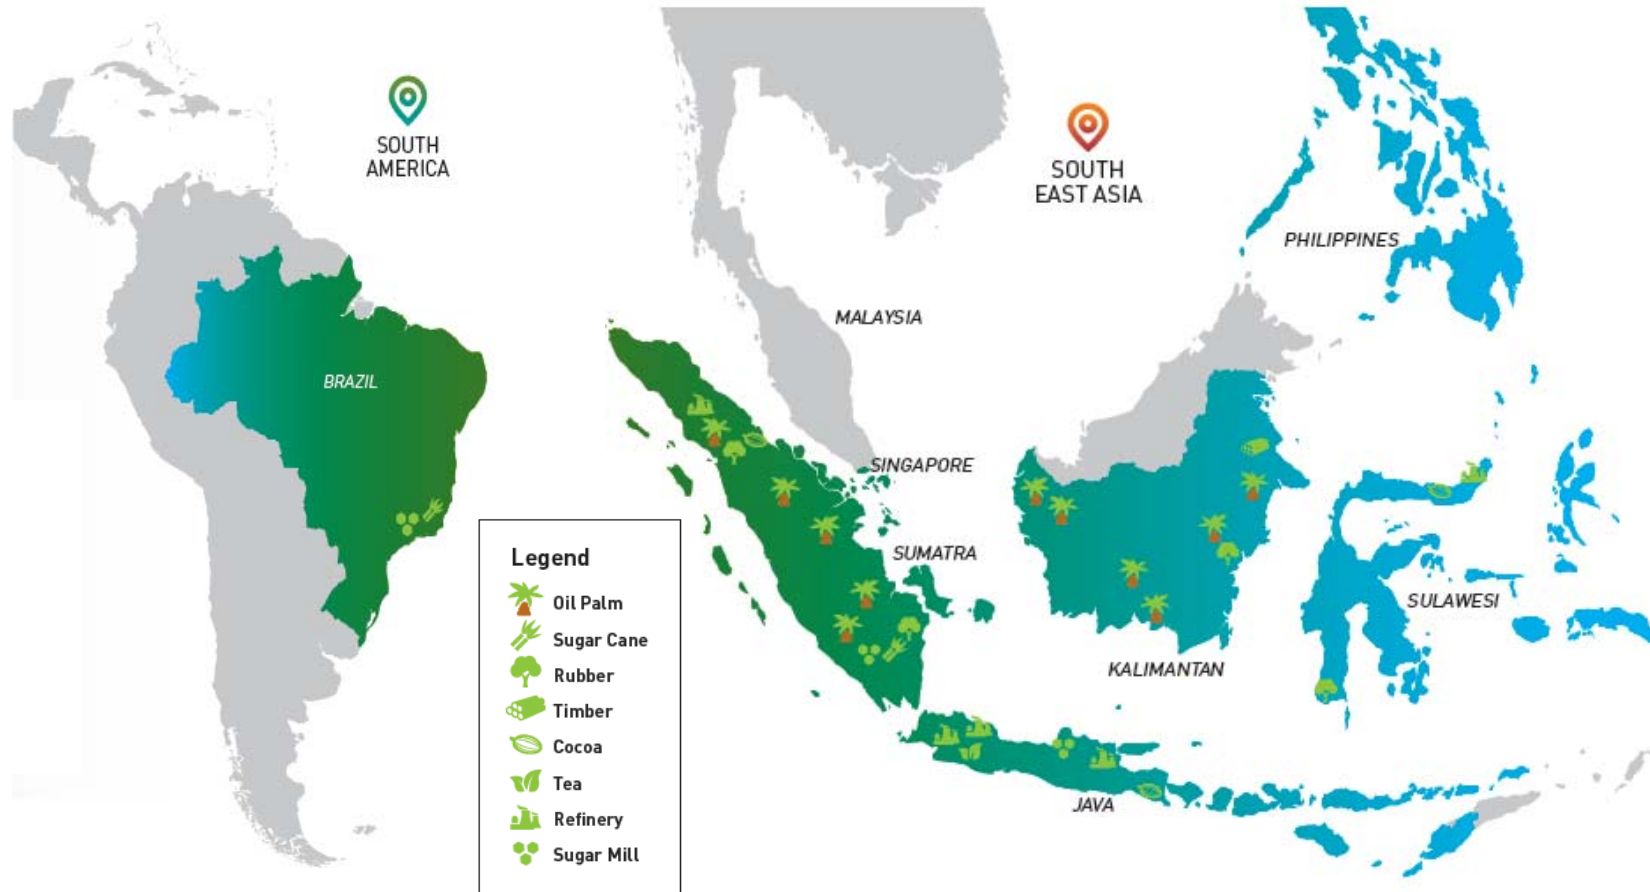 SOUTH
AMERICA
SOUTH
EAST ASIA
PHILIPPINES
MALAYSIA
BRAZIL
SINGAPORE
SUMATRA
SULAWESI
KALIMANTAN
JAVA
Legend
Oil Palm
Sugar Cane
Rubber
Timber
Cocoa
Tea
Refinery
Sugar Mill